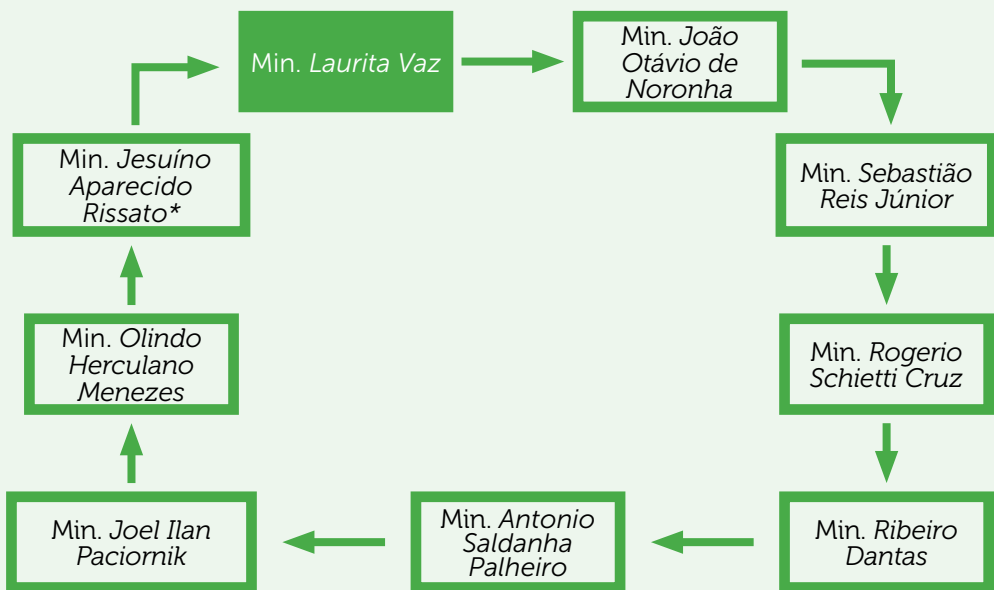 Min. Laurita Vaz
Min. João
Otávio de
Noronha
Min. Sebastião
Reis Júnior
Min. Rogerio
Schietti Cruz
Min. Ribeiro
Dantas
Min. Antonio
Saldanha
Palheiro
Min. Joel Ilan
Paciornik
Min. Olindo
Herculano
Menezes
Min. Jesuíno
Aparecido
Rissato*